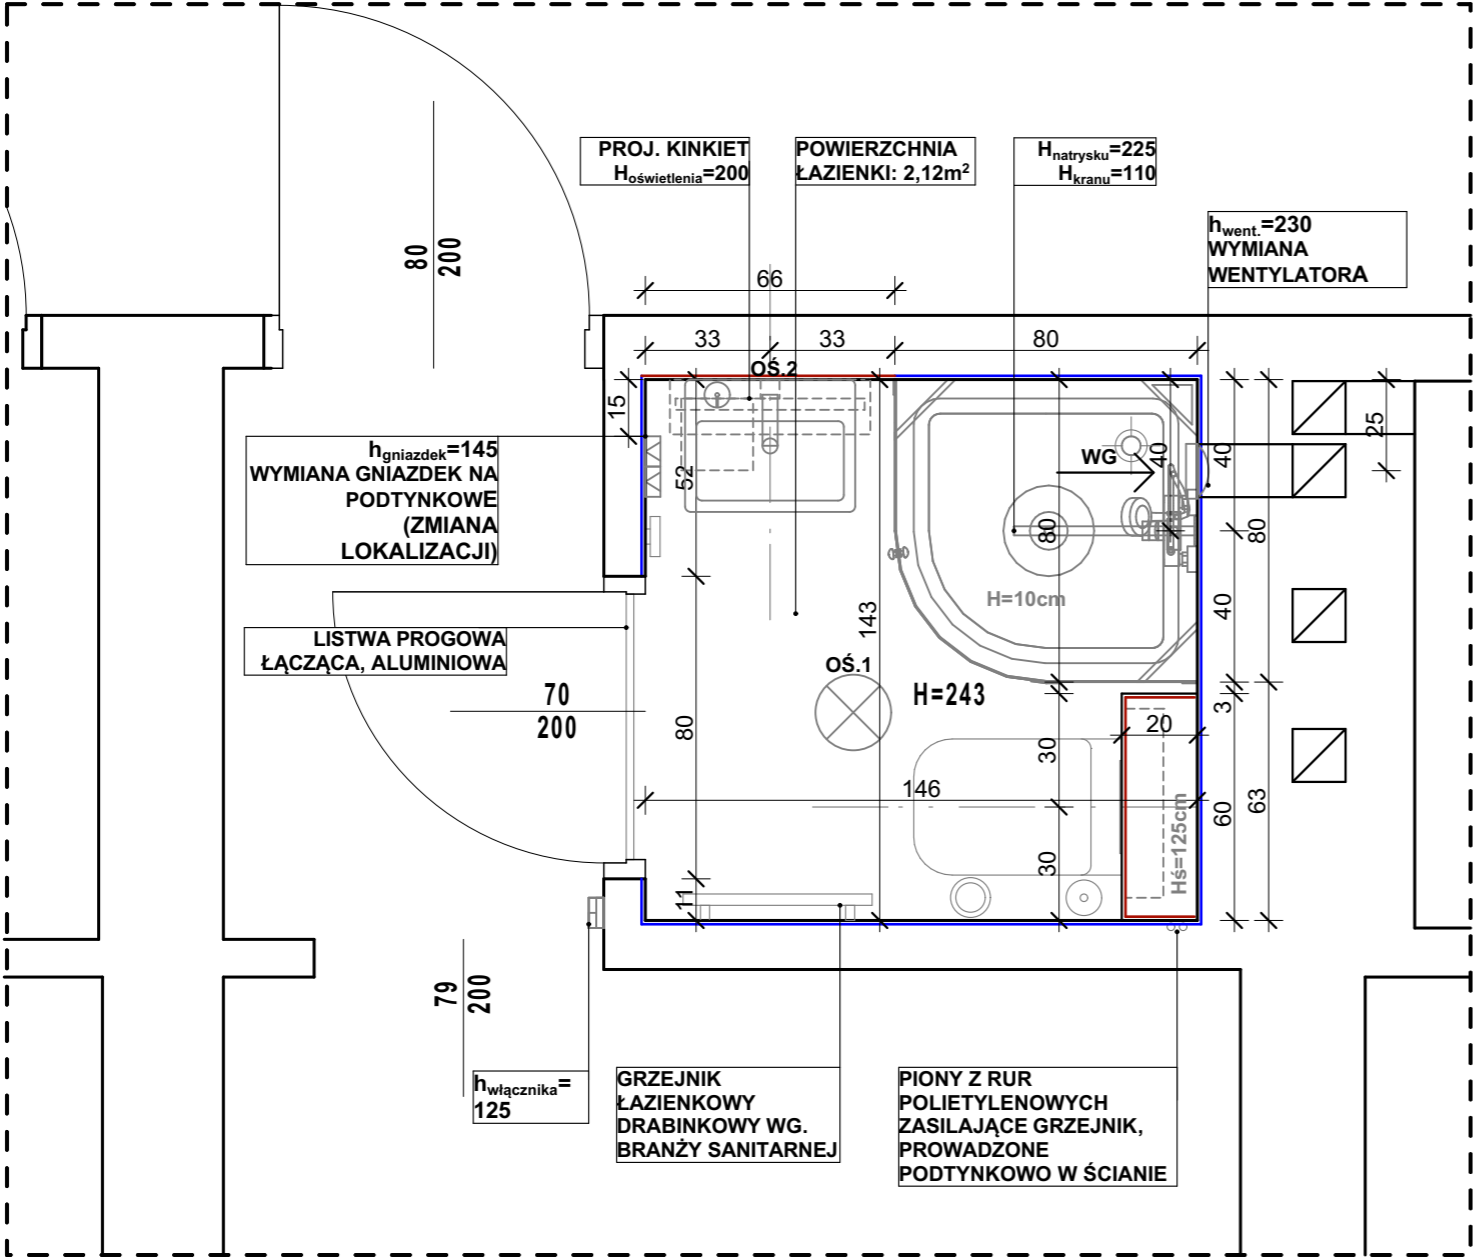 PROJ. KINKIET
Hoświetlenia=200
POWIERZCHNIA
ŁAZIENKI: 2,12m²
Hnatrysku=225
Hkranu=110
hwent.=230
WYMIANA
WENTYLATORA
80
200
66
33
33
80
OŚ.2
15
52
hgniazdek=145
WYMIANA GNIAZDEK NA
PODTYNKOWE
(ZMIANA
LOKALIZACJI)
WG
40
40
25
80
80
H=10cm
40
143
LISTWA PROGOWA
ŁĄCZĄCA, ALUMINIOWA
OŚ.1
H=243
70
200
80
3
20
30
146
60
63
Hś=125cm
30
11
79
200
hwłącznika=
125
GRZEJNIK
ŁAZIENKOWY
DRABINKOWY WG.
BRANŻY SANITARNEJ
PIONY Z RUR
POLIETYLENOWYCH
ZASILAJĄCE GRZEJNIK,
PROWADZONE
PODTYNKOWO W ŚCIANIE